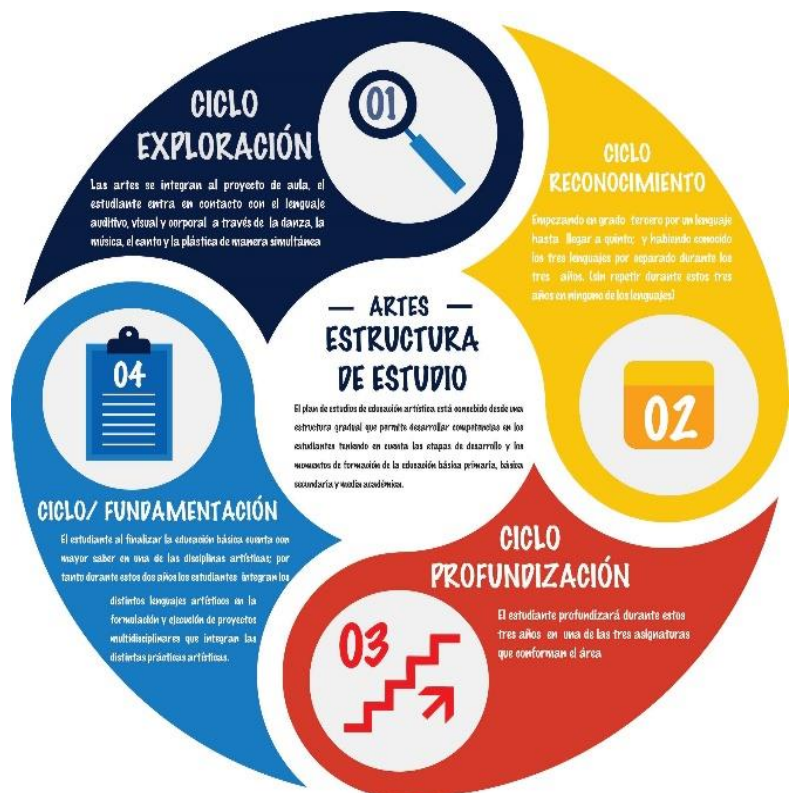 01
CICLO
EXPLORACIÓN
Las artes se integran al proyecto de aula, el
estudiante entra en contacto con el lenguaje
auditivo, visual y corporal a través de la danza, la
música, el canto y la plástica de manera simultánea
CICLO
RECONOCIMIENTO
Empezando en grado tercero por un lenguaje
hasta llegar a quinto; y habiendo conocido
los tres lenguajes por separado durante los
tres años. (sin repetir durante estos tres
años en ninguno de los lenguajes)
02
— ARTES —
ESTRUCTURA
DE ESTUDIO
El plan de estudios de educación artística está concebido desde una
estructura gradual que permite desarrollar competencias en los
estudiantes teniendo en cuenta las etapas de desarrollo y los
momentos de formación de la educación básica primaria, básica
secundaria y media académica.
CICLO
PROFUNDIZACIÓN
El estudiante profundizará durante estos
tres años en una de las tres asignaturas
que conforman el área
03
04
CICLO/ FUNDAMENTACIÓN
El estudiante al finalizar la educación básica cuenta con
mayor saber en una de las disciplinas artísticas; por
tanto durante estos dos años los estudiantes integran los
distintos lenguajes artísticos en la
formulación y ejecución de proyectos
multidisciplinares que integran las
distintas prácticas artísticas.